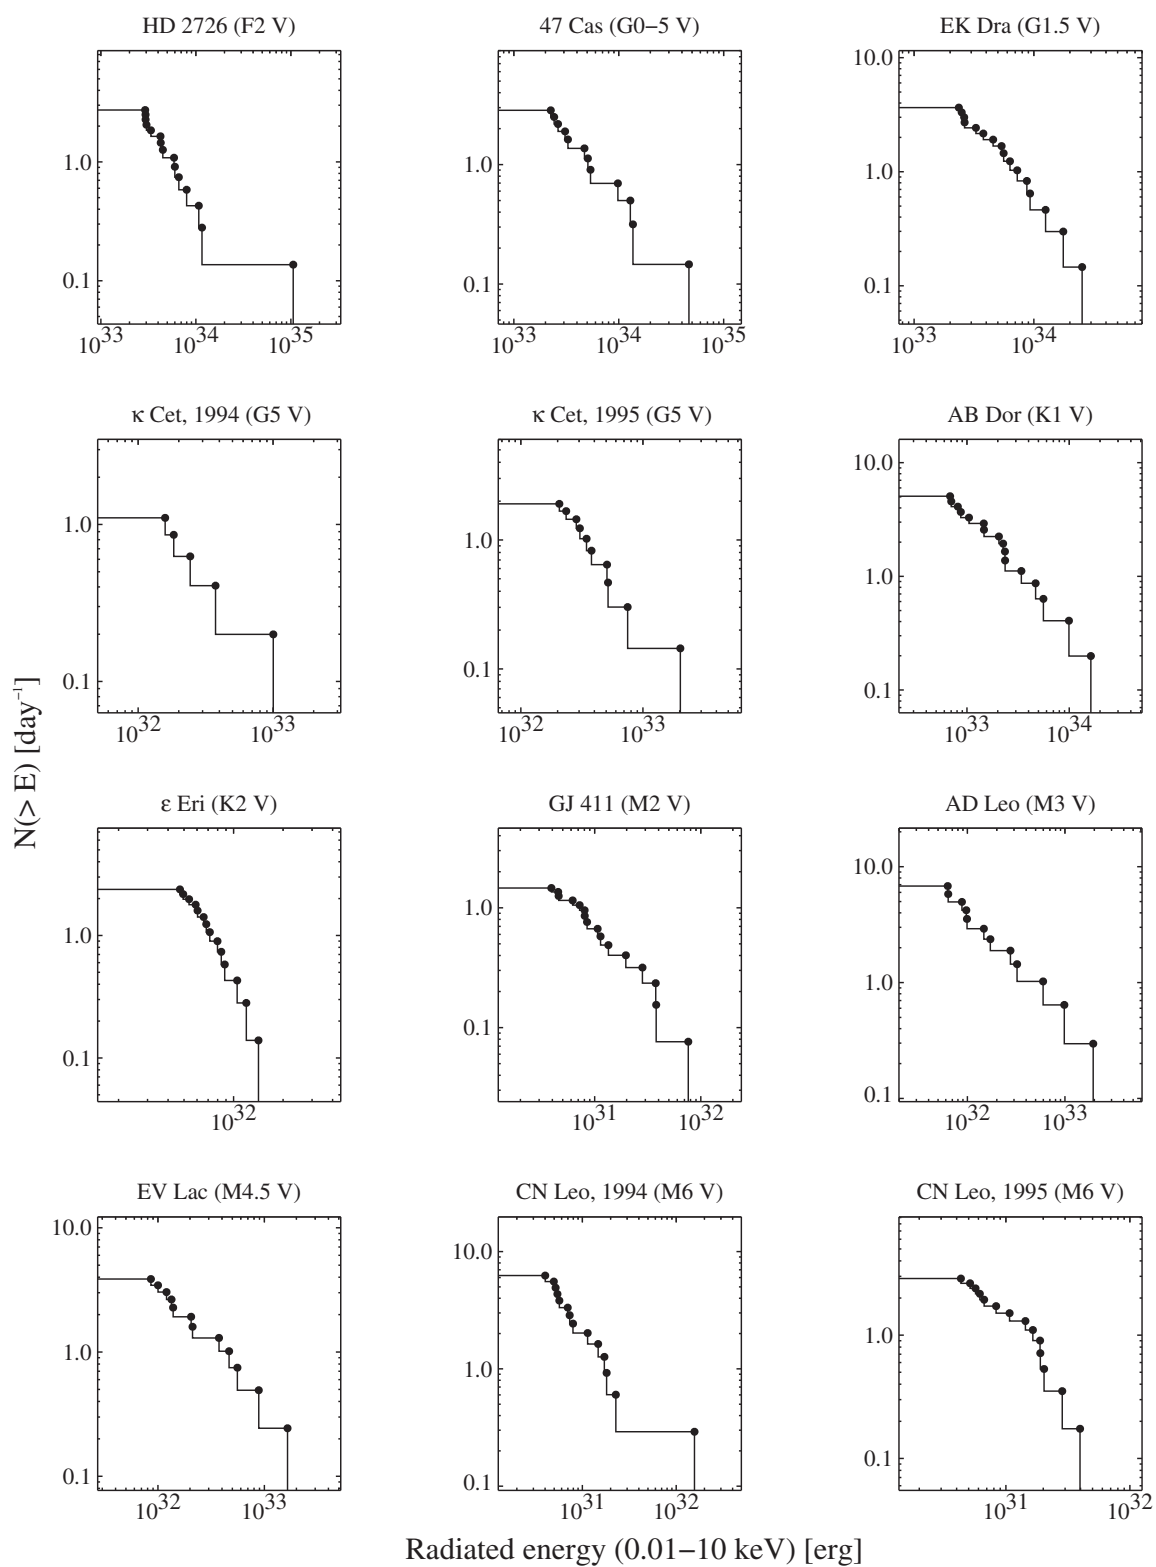 HD 2726 (F2 V)
47 Cas (G0−5 V)
EK Dra (G1.5 V)
1.0
0.1
10^33 10^34 10^35
1.0
0.1
10^33 10^34 10^35
10.0
1.0
0.1
10^33 10^34
κ Cet, 1994 (G5 V)
κ Cet, 1995 (G5 V)
AB Dor (K1 V)
1.0
0.1
10^32 10^33
1.0
0.1
10^32 10^33
10.0
1.0
0.1
10^33 10^34
N(> E) [day^−1]
ε Eri (K2 V)
GJ 411 (M2 V)
AD Leo (M3 V)
1.0
0.1
10^32
1.0
0.1
10^31 10^32
10.0
1.0
0.1
10^32 10^33
EV Lac (M4.5 V)
CN Leo, 1994 (M6 V)
CN Leo, 1995 (M6 V)
10.0
1.0
0.1
10^32 10^33
10.0
1.0
0.1
10^31 10^32
1.0
0.1
10^31 10^32
Radiated energy (0.01−10 keV) [erg]